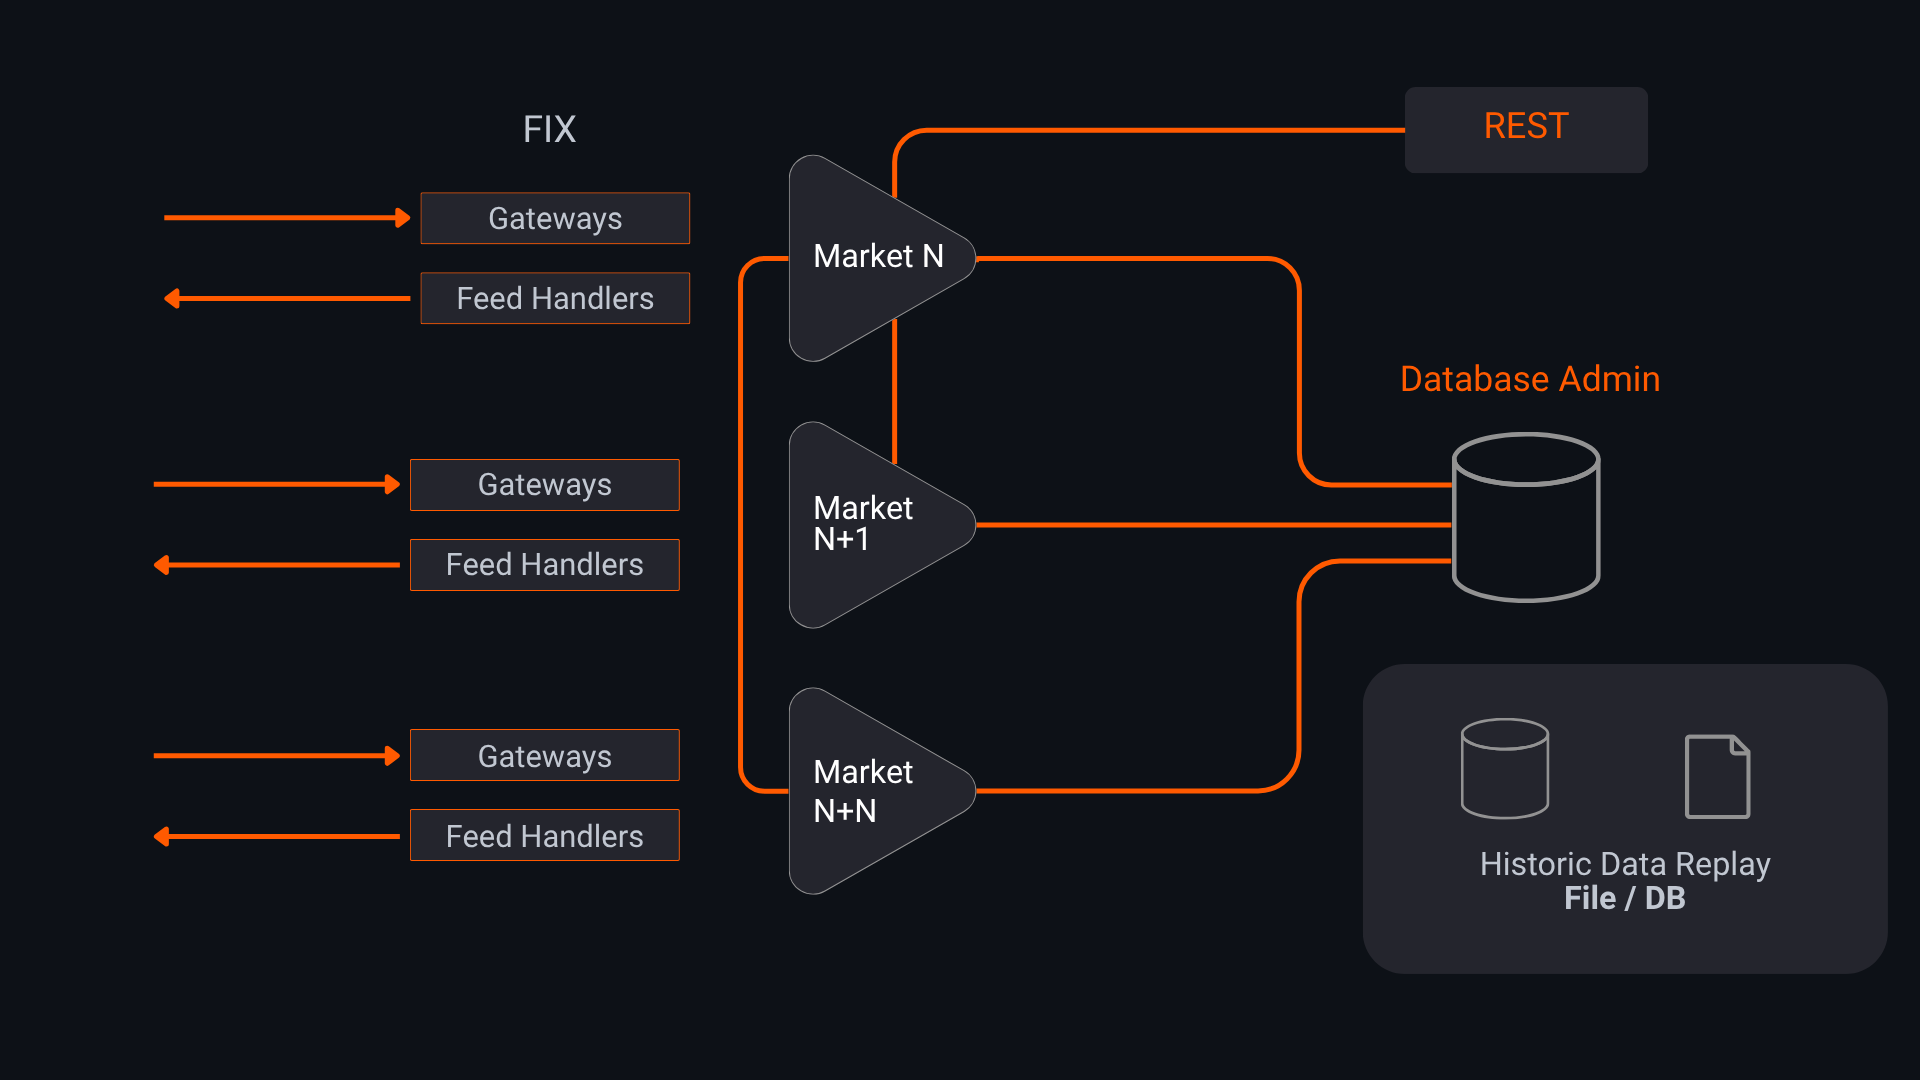 FIX
REST
Gateways
Feed Handlers
Market N
Database Admin
Gateways
Feed Handlers
Market
N+1
Gateways
Feed Handlers
Market
N+N
Historic Data Replay
File / DB